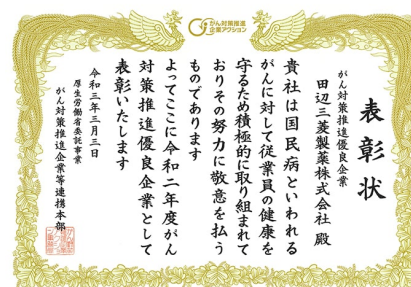 がん対策推進
企業アクション
表彰状
がん対策推進優良企業
田辺三菱製薬株式会社 殿
貴社は国民病といわれる
がんに対して従業員の健康を
守るため積極的に取り組まれて
おりその努力に敬意を払う
ものであります
よってここに令和二年度がん
対策推進優良企業として
表彰いたします
令和三年三月三日
厚生労働省委託事業
がん対策推進企業等連携本部